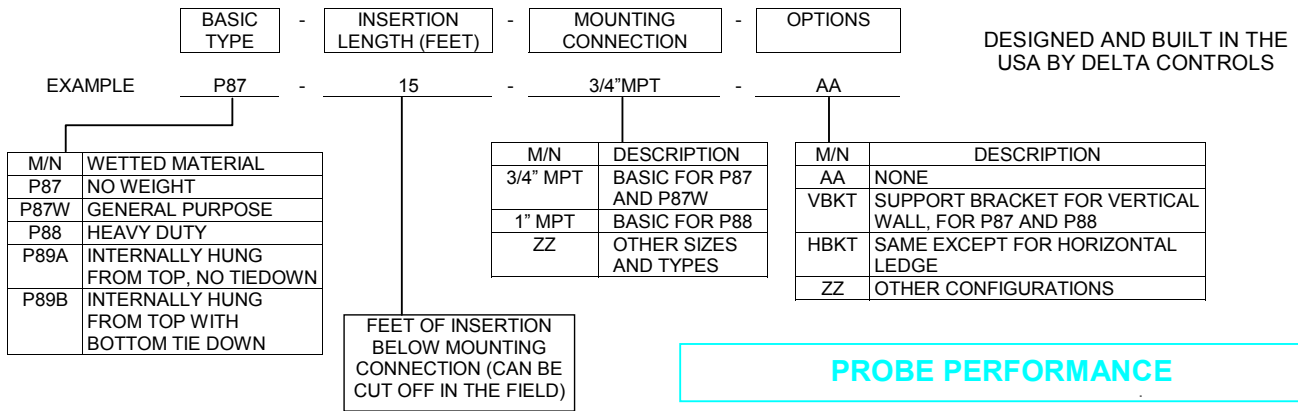 BASIC TYPE - INSERTION LENGTH (FEET) - MOUNTING CONNECTION - OPTIONS
DESIGNED AND BUILT IN THE
USA BY DELTA CONTROLS
EXAMPLE P87 - 15 - 3/4”MPT - AA
M/N WETTED MATERIAL
P87 NO WEIGHT
P87W GENERAL PURPOSE
P88 HEAVY DUTY
P89A INTERNALLY HUNG
FROM TOP, NO TIEDOWN
P89B INTERNALLY HUNG
FROM TOP WITH
BOTTOM TIE DOWN
FEET OF INSERTION
BELOW MOUNTING
CONNECTION (CAN BE
CUT OFF IN THE FIELD)
M/N DESCRIPTION
3/4” MPT BASIC FOR P87
AND P87W
1” MPT BASIC FOR P88
ZZ OTHER SIZES
AND TYPES
M/N DESCRIPTION
AA NONE
VBKT SUPPORT BRACKET FOR VERTICAL
WALL, FOR P87 AND P88
HBKT SAME EXCEPT FOR HORIZONTAL
LEDGE
ZZ OTHER CONFIGURATIONS
PROBE PERFORMANCE